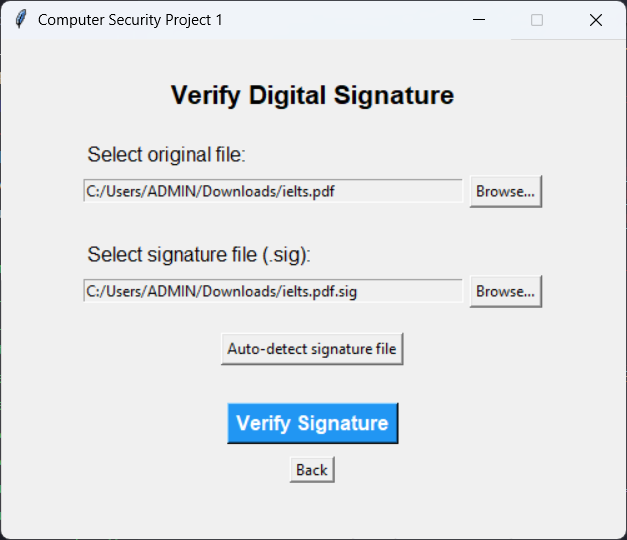 Computer Security Project 1
Verify Digital Signature
Select original file:
C:/Users/ADMIN/Downloads/ielts.pdf Browse...
Select signature file (.sig):
C:/Users/ADMIN/Downloads/ielts.pdf.sig Browse...
Auto-detect signature file
Verify Signature
Back